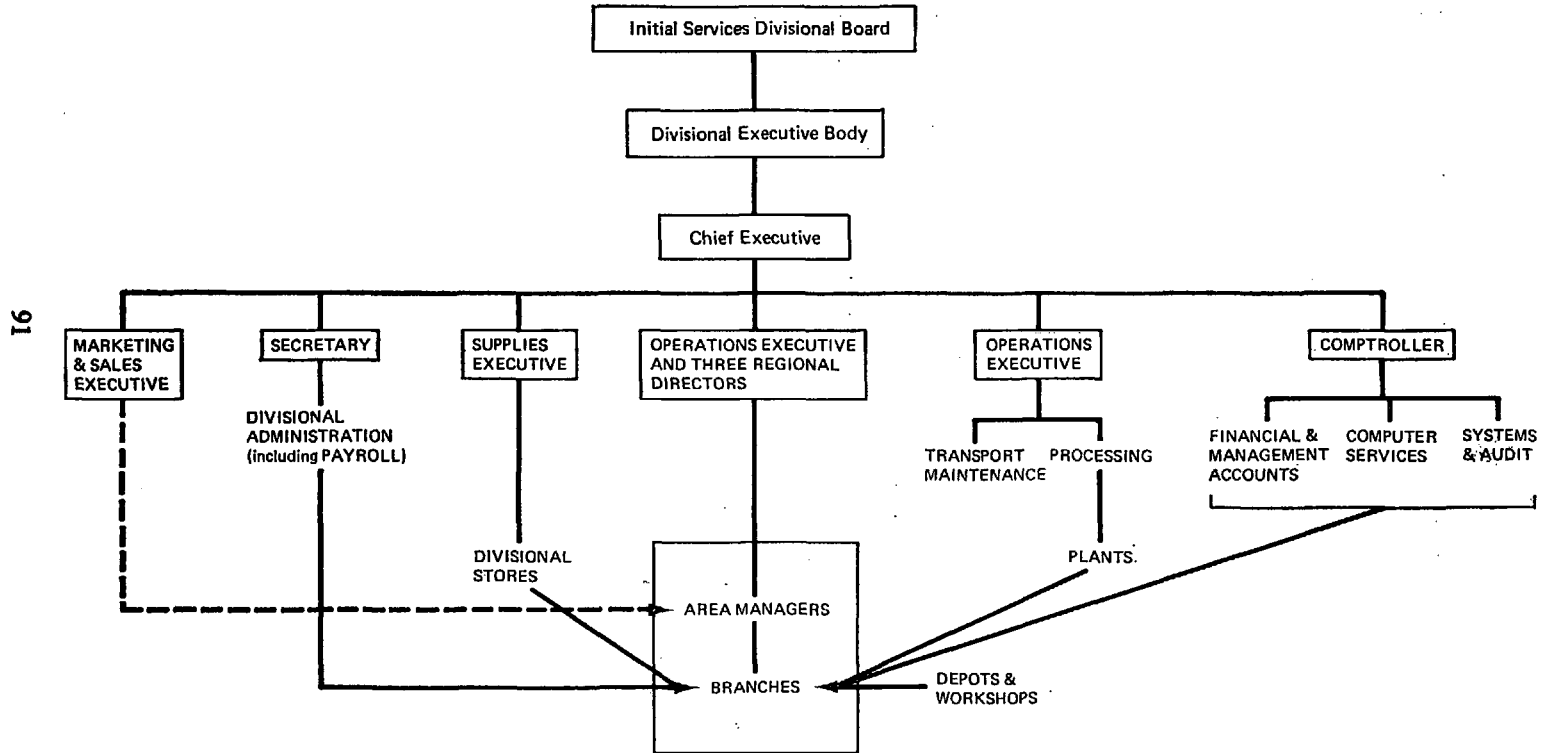 Initial Services Divisional Board
Divisional Executive Body
Chief Executive
91
MARKETING
& SALES
EXECUTIVE
SECRETARY
SUPPLIES
EXECUTIVE
OPERATIONS EXECUTIVE
AND THREE REGIONAL
DIRECTORS
OPERATIONS
EXECUTIVE
COMPTROLLER
DIVISIONAL
ADMINISTRATION
(including PAYROLL)
TRANSPORT
MAINTENANCE
PROCESSING
FINANCIAL &
MANAGEMENT
ACCOUNTS
COMPUTER
SERVICES
SYSTEMS
& AUDIT
DIVISIONAL
STORES
PLANTS.
AREA MANAGERS
BRANCHES
DEPOTS &
WORKSHOPS